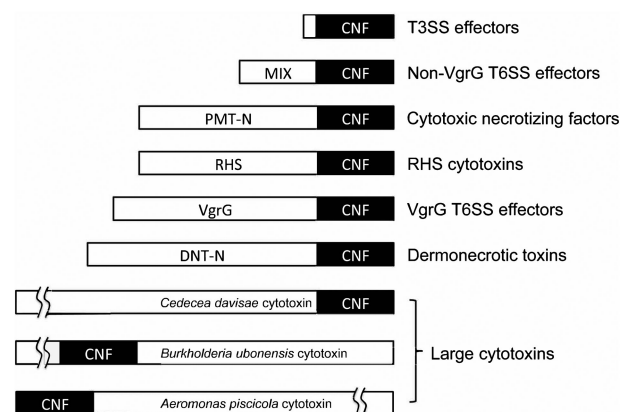 CNF T3SS effectors
MIX CNF Non-VgrG T6SS effectors
PMT-N CNF Cytotoxic necrotizing factors
RHS CNF RHS cytotoxins
VgrG CNF VgrG T6SS effectors
DNT-N CNF Dermonecrotic toxins
Cedecea davisae cytotoxin CNF
CNF Burkholderia ubonensis cytotoxin
Large cytotoxins
CNF Aeromonas piscicola cytotoxin